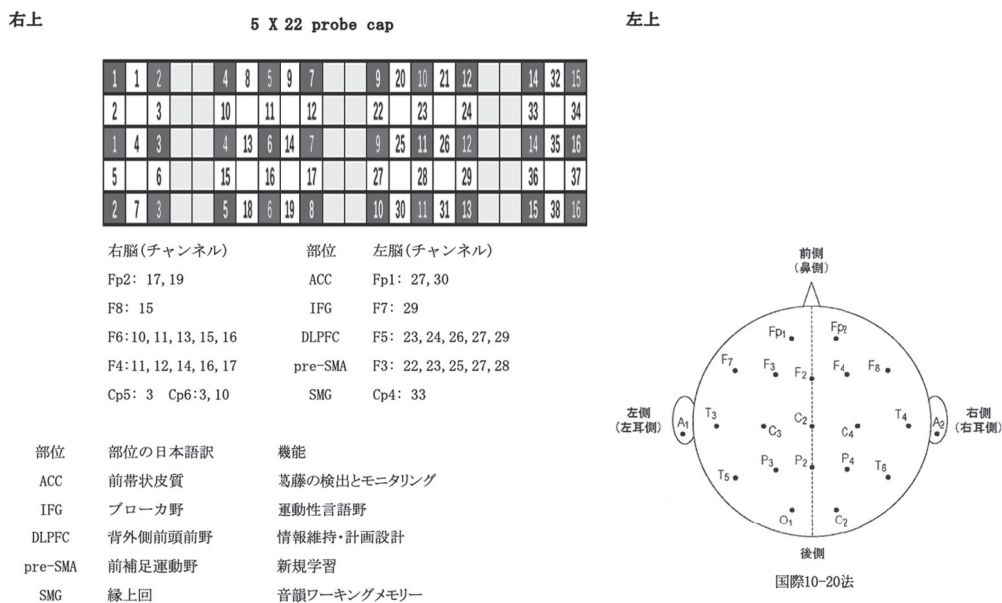 右上
5 X 22 probe cap
左上
1 1 2 4 8 5 9 7 9 20 10 21 12 14 32 15
2 3 10 11 12 22 23 24 33 34
1 4 3 4 13 6 14 7 9 25 11 26 12 14 35 16
5 6 15 16 17 27 28 29 36 37
2 7 3 5 18 6 19 8 10 30 11 31 13 15 38 16
右脳(チャンネル) 部位 左脳(チャンネル)
Fp2: 17,19 ACC Fp1: 27,30
F8: 15 IFG F7: 29
F6:10,11,13,15,16 DLPFC F5: 23,24,26,27,29
F4:11,12,14,16,17 pre-SMA F3: 22,23,25,27,28
Cp5: 3 Cp6:3,10 SMG Cp4: 33
部位 部位の日本語訳 機能
ACC 前帯状皮質 葛藤の検出とモニタリング
IFG ブローカ野 運動性言語野
DLPFC 背外側前頭前野 情報維持・計画設計
pre-SMA 前補足運動野 新規学習
SMG 縁上回 音韻ワーキングメモリー
前側
(鼻側)
Fp1 Fp2
F7 F3 F2 F4 F8
左側
(左耳側)
A1 T3 C3 C2 C4 T4 A2
右側
(右耳側)
T5 P3 P2 P4 T6
O1 C2
後側
国際10-20法